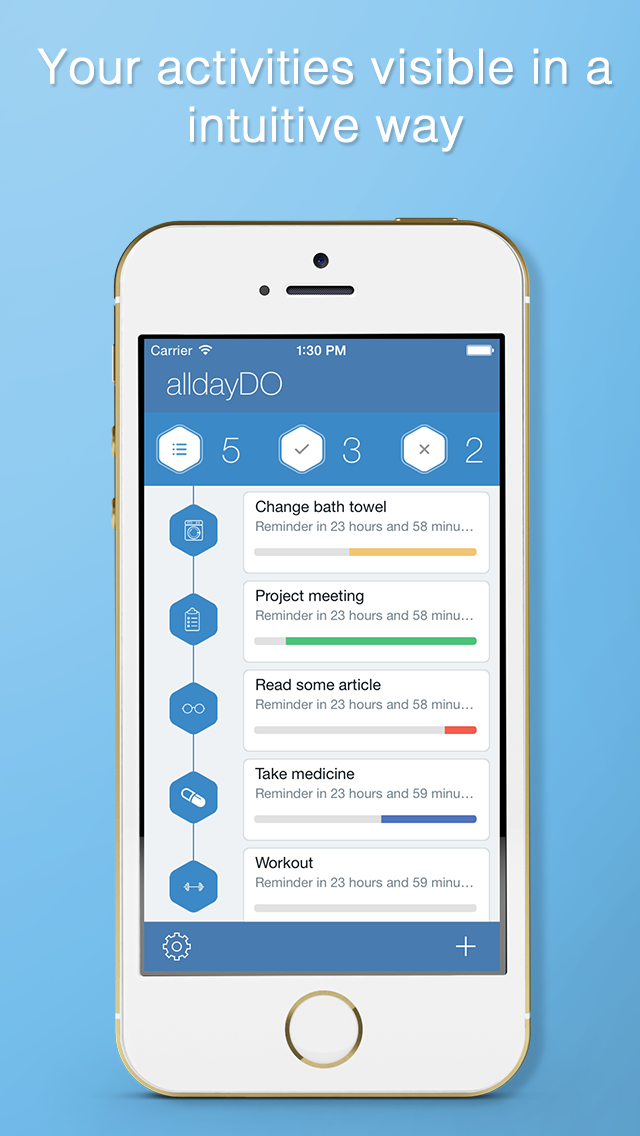 Your activities visible in a
intuitive way
Carrier 1:30 PM
alldayDO
5 3 2
Change bath towel
Reminder in 23 hours and 58 minu...
Project meeting
Reminder in 23 hours and 58 minu...
Read some article
Reminder in 23 hours and 58 minu...
Take medicine
Reminder in 23 hours and 59 minu...
Workout
Reminder in 23 hours and 59 minu...